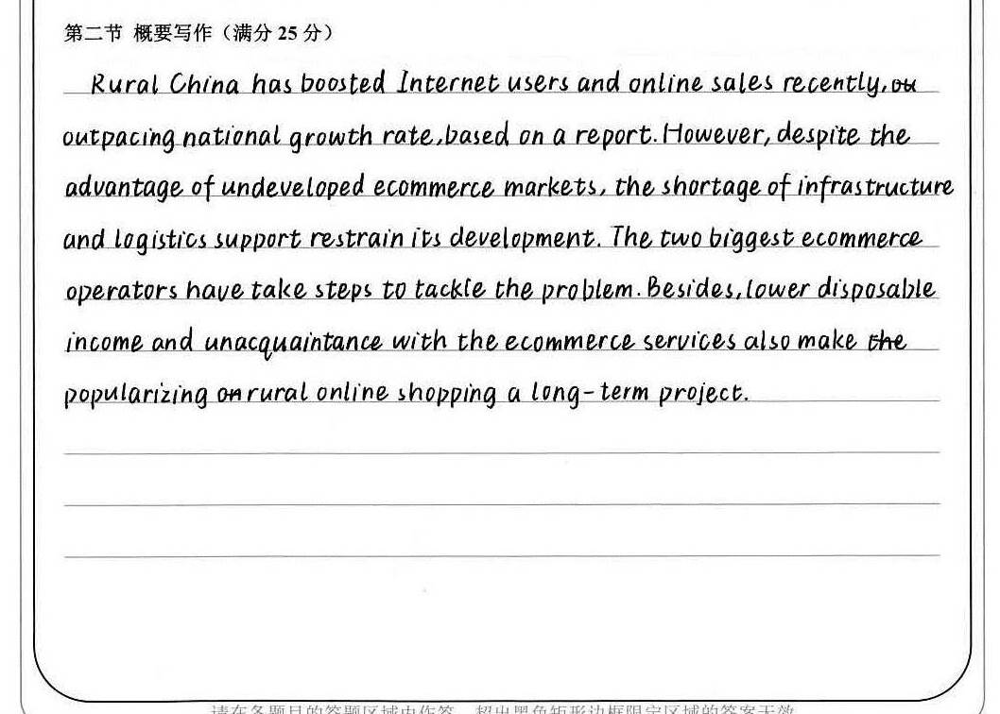 第二节 概要写作（满分 25 分）
Rural China has boosted Internet users and online sales recently,
outpacing national growth rate, based on a report. However, despite the
advantage of undeveloped ecommerce markets, the shortage of infrastructure
and logistics support restrain its development. The two biggest ecommerce
operators have take steps to tackle the problem. Besides, lower disposable
income and unacquaintance with the ecommerce services also make the
popularizing rural online shopping a long-term project.
请在各题目的答题区域内作答，超出黑色矩形边框限定区域的答案无效